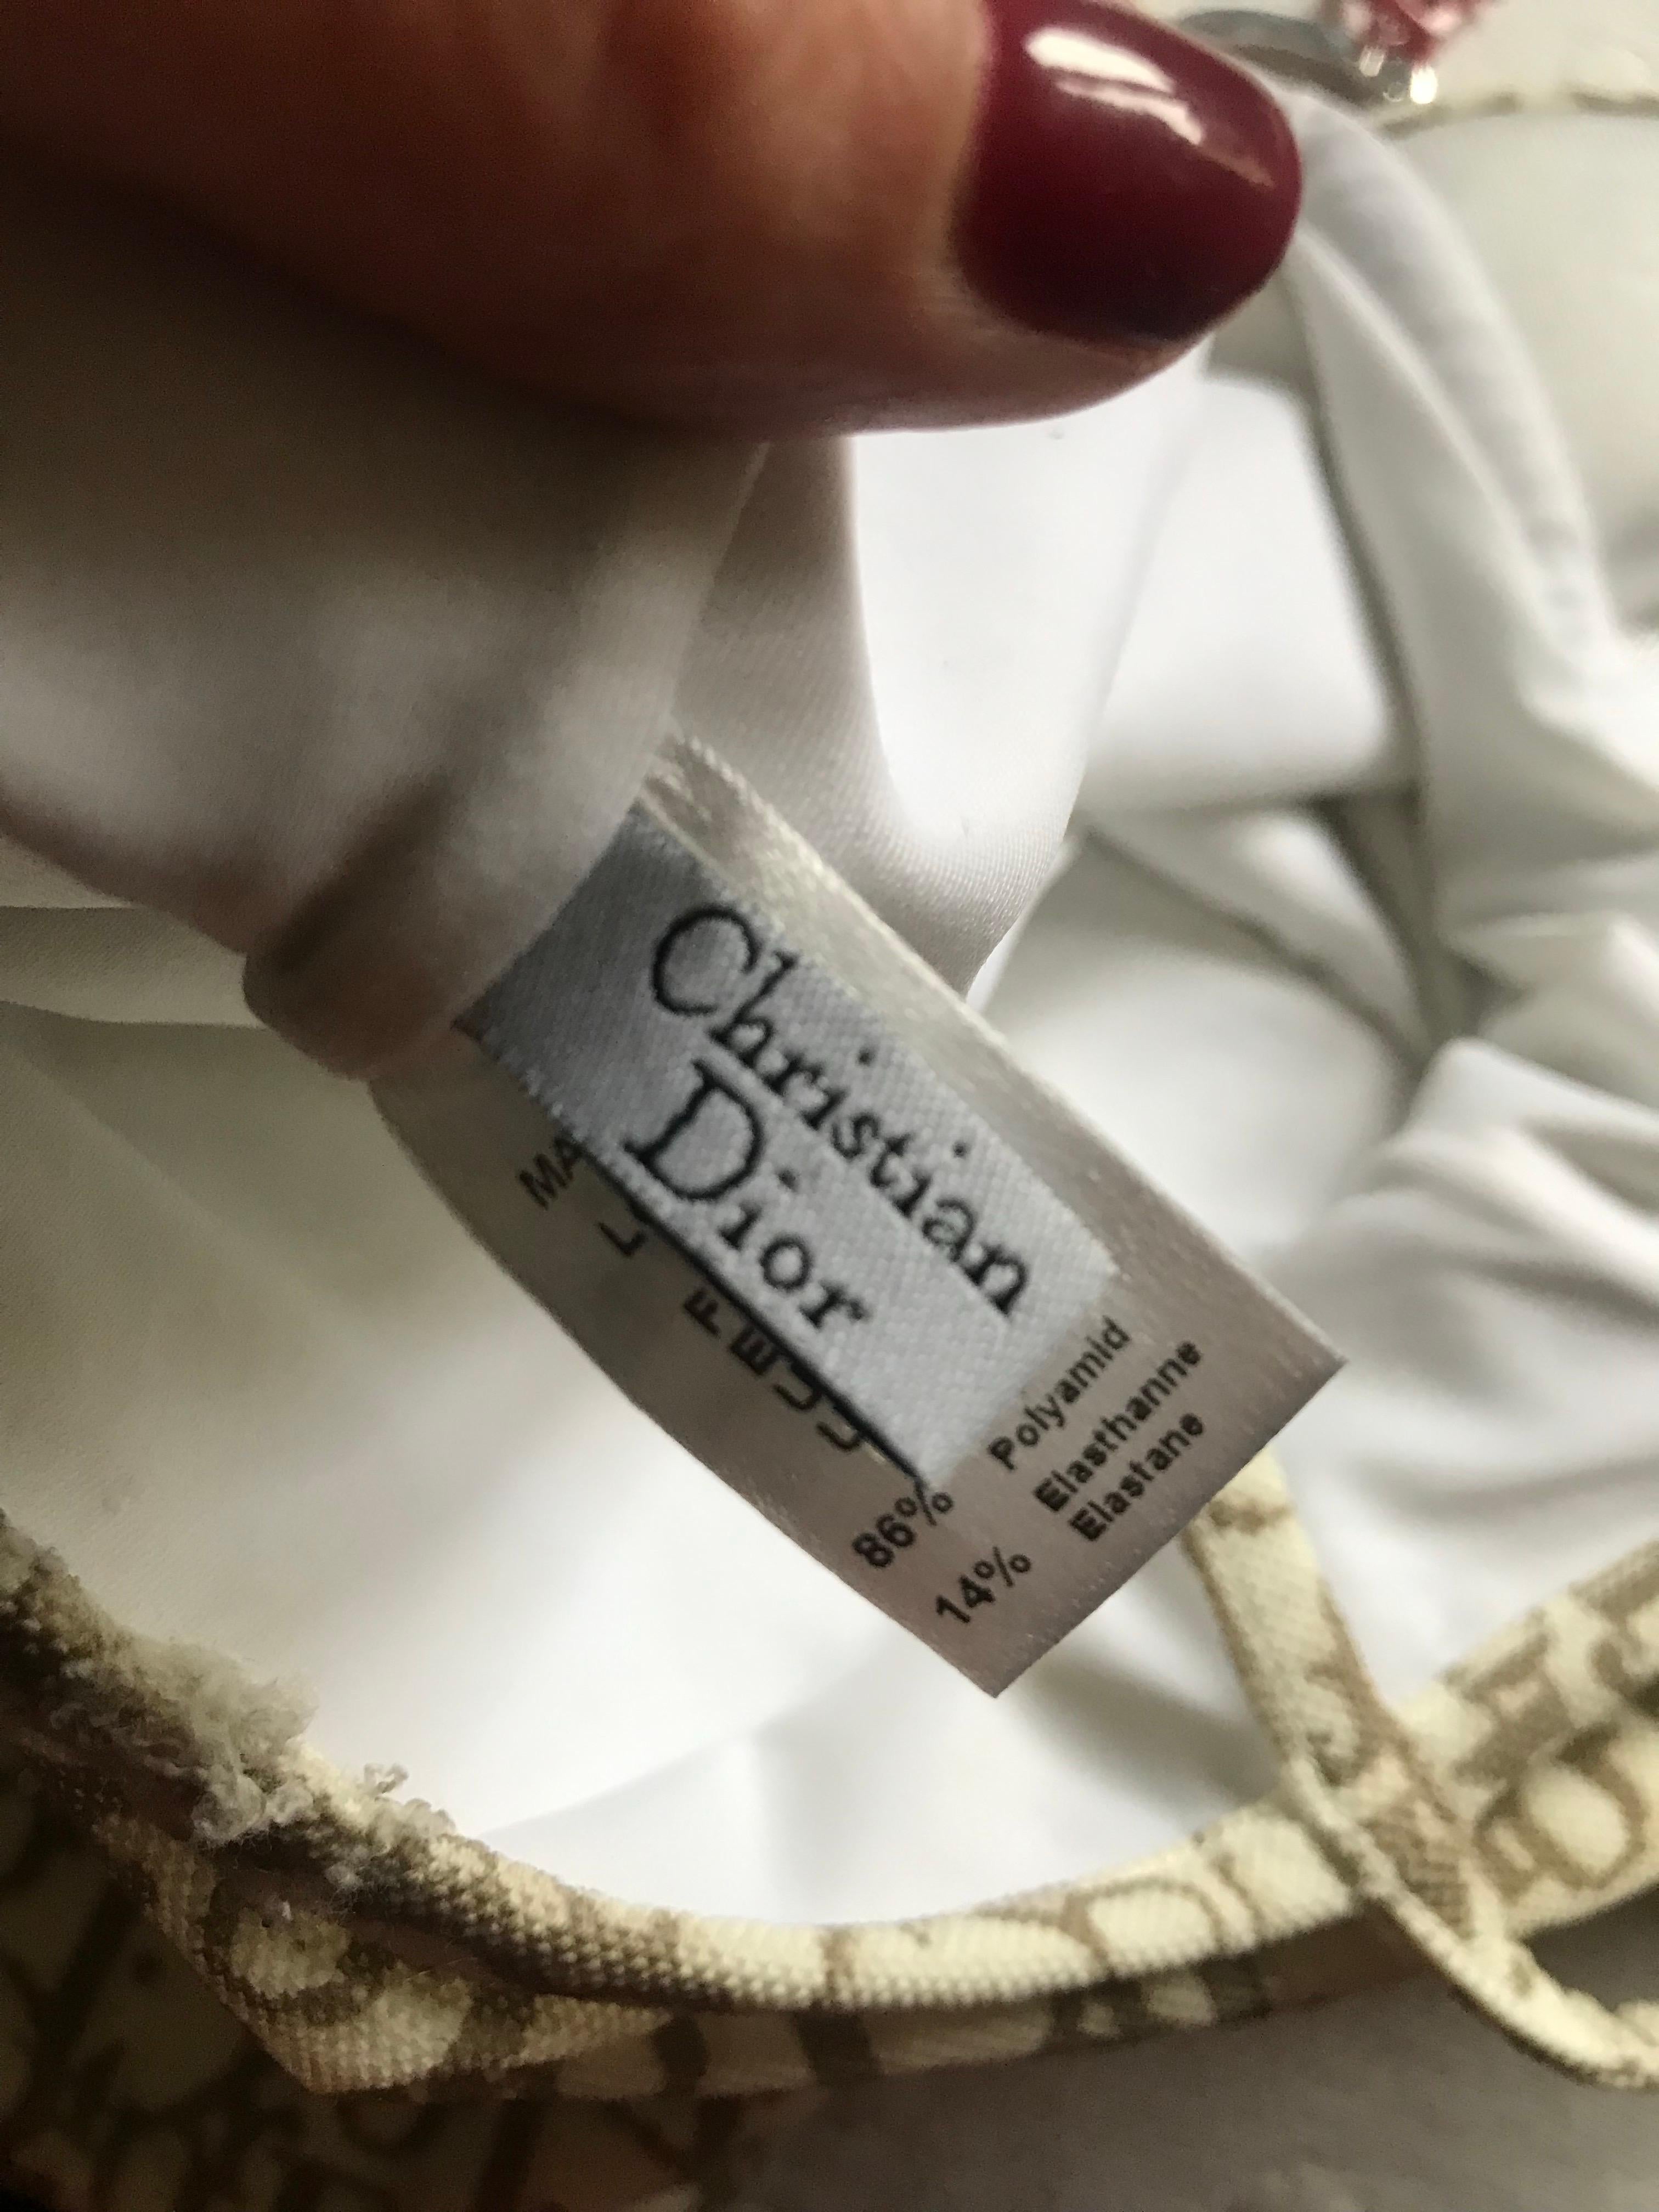 Christian
Dior
86% Polyamid
14% Elasthanne
Elastane